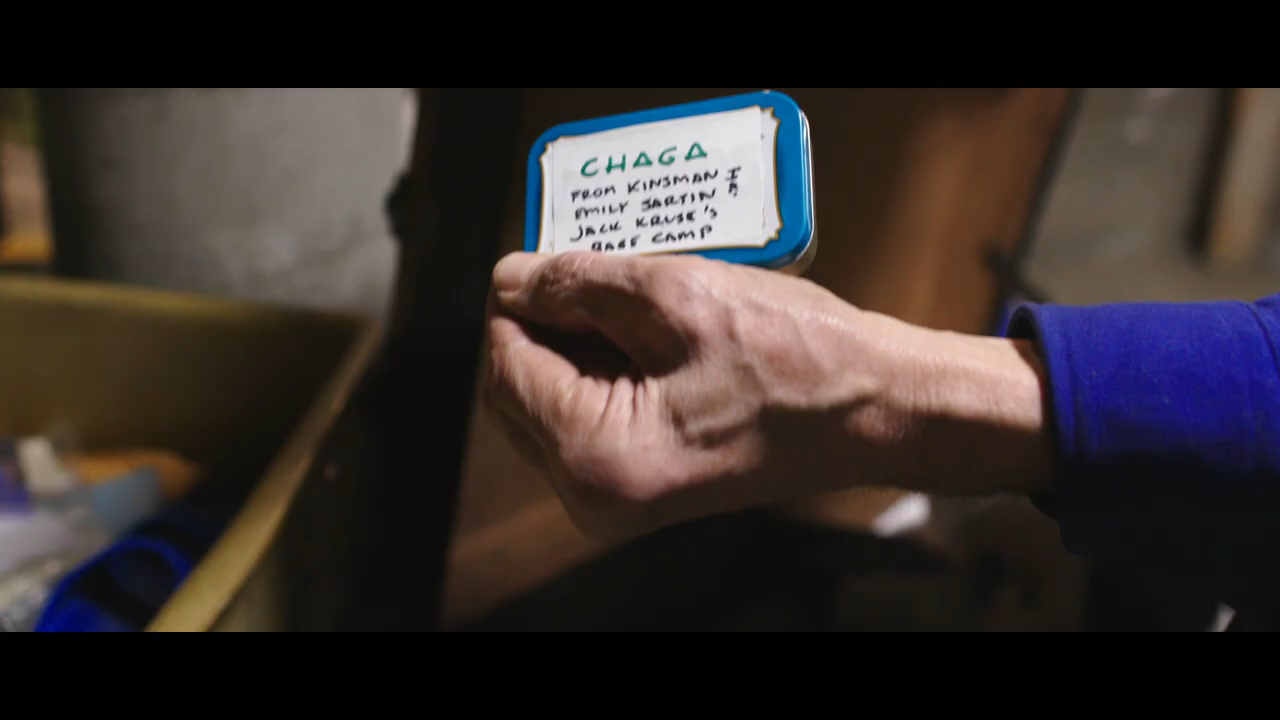 CHAGA
FROM KINSMAN
EMILY SARTIN
JACK KRUSE'S
BASE CAMP